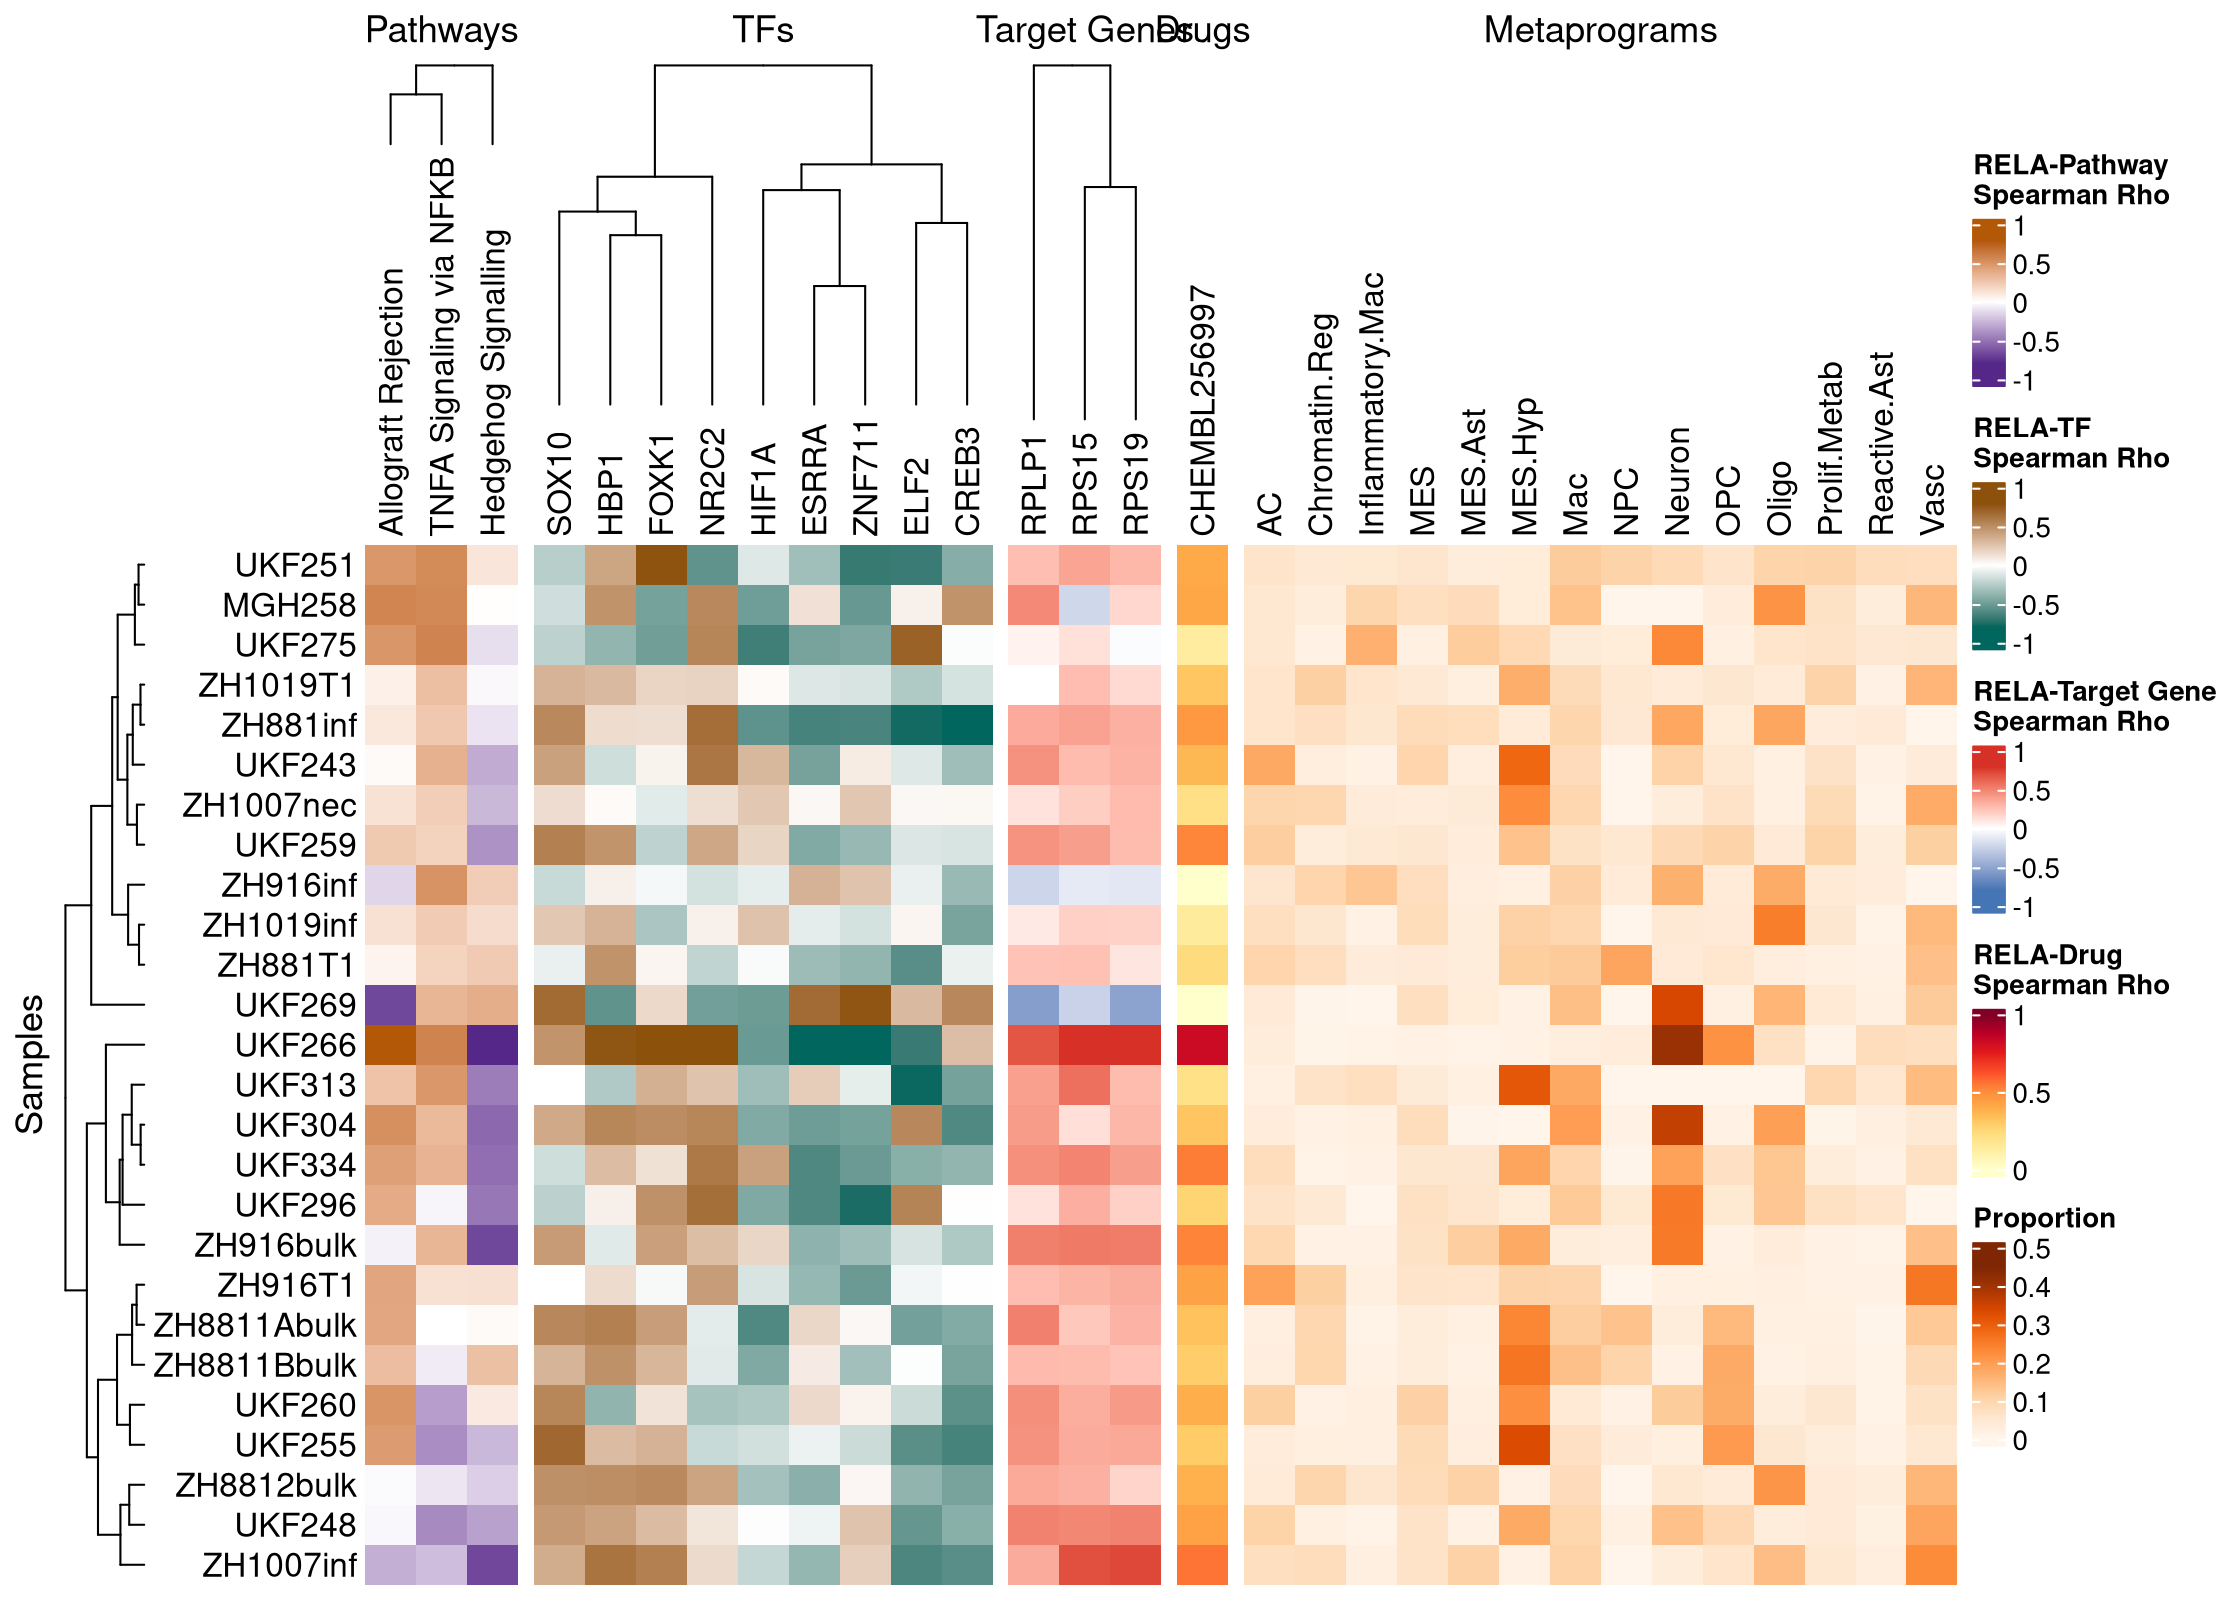 Pathways
TFs
Target Genes
Drugs
Metaprograms
Allograft Rejection
TNFA Signaling via NFKB
Hedgehog Signalling
SOX10
HBP1
FOXK1
NR2C2
HIF1A
ESRRA
ZNF711
ELF2
CREB3
RPLP1
RPS15
RPS19
CHEMBL256997
AC
Chromatin.Reg
Inflammatory.Mac
MES
MES.Ast
MES.Hyp
Mac
NPC
Neuron
OPC
Oligo
Prolif.Metab
Reactive.Ast
Vasc
Samples
UKF251
MGH258
UKF275
ZH1019T1
ZH881inf
UKF243
ZH1007nec
UKF259
ZH916inf
ZH1019inf
ZH881T1
UKF269
UKF266
UKF313
UKF304
UKF334
UKF296
ZH916bulk
ZH916T1
ZH8811Abulk
ZH8811Bbulk
UKF260
UKF255
ZH8812bulk
UKF248
ZH1007inf
RELA-Pathway
Spearman Rho
1
0.5
0
-0.5
-1
RELA-TF
Spearman Rho
1
0.5
0
-0.5
-1
RELA-Target Gene
Spearman Rho
1
0.5
0
-0.5
-1
RELA-Drug
Spearman Rho
1
0.5
0
Proportion
0.5
0.4
0.3
0.2
0.1
0